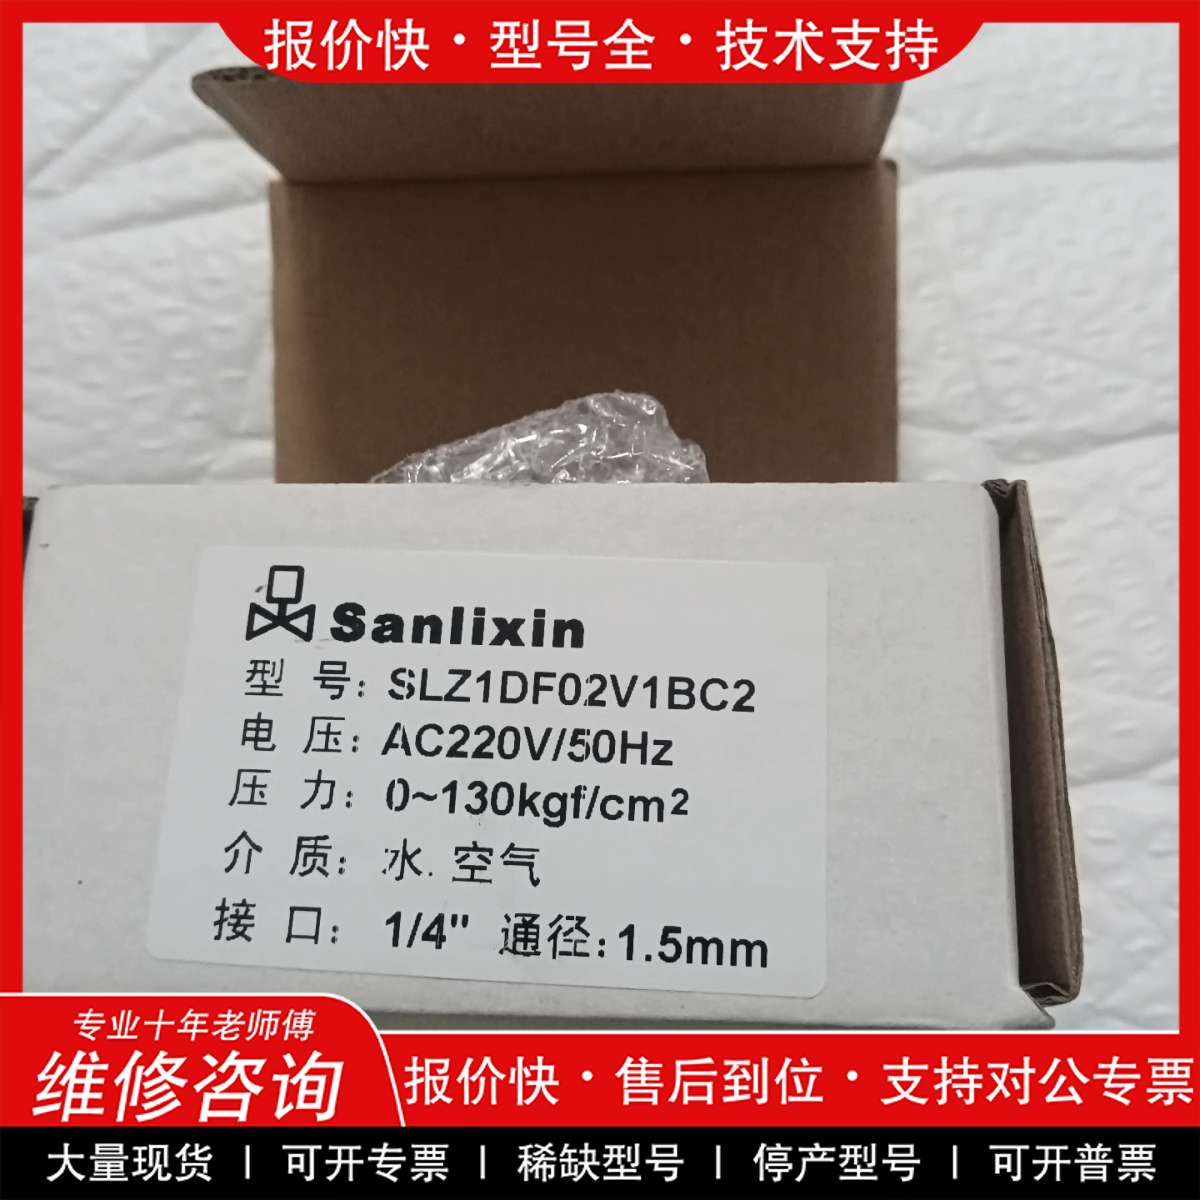 报价快·型号全·技术支持
Sanlixin
型 号: SLZ1DF02V1BC2
电 压: AC220V/50Hz
压 力: 0~130kgf/cm²
介 质: 水.空气
接 口: 1/4" 通径:1.5mm
专业十年老师傅
维修咨询
报价快·售后到位·支持对公专票
大量现货 | 可开专票 | 稀缺型号 | 停产型号 | 可开普票